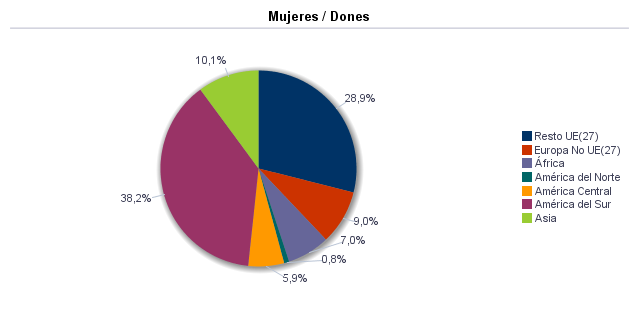 Mujeres / Dones
10,1%
28,9%
38,2%
9,0%
7,0%
0,8%
5,9%
Resto UE(27)
Europa No UE(27)
África
América del Norte
América Central
América del Sur
Asia